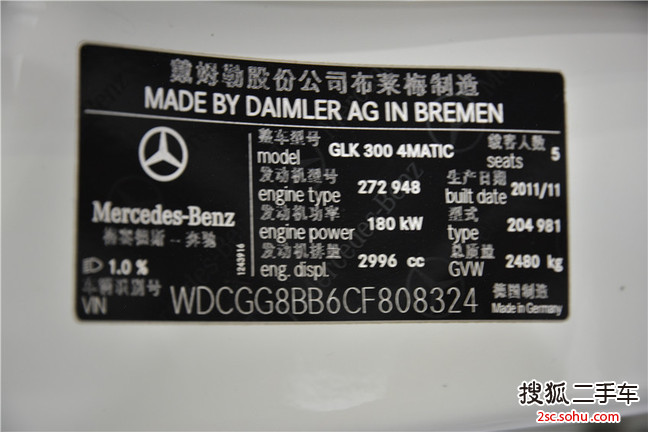 戴姆勒股份公司布莱梅制造
MADE BY DAIMLER AG IN BREMEN
Mercedes-Benz
梅赛德斯--奔驰
1.0 %
1243916
整车型号
model GLK 300 4MATIC
载客人数
seats 5
发动机型号
engine type 272 948
生产日期
built date 2011/11
发动机功率
engine power 180 kW
型式
type 204 981
发动机排量
eng. displ. 2996 cc
总质量
GVW 2480 kg
车辆识别号
VIN WDCGG8BB6CF808324
德国制造
Made in Germany
搜狐二手车
2sc.sohu.com